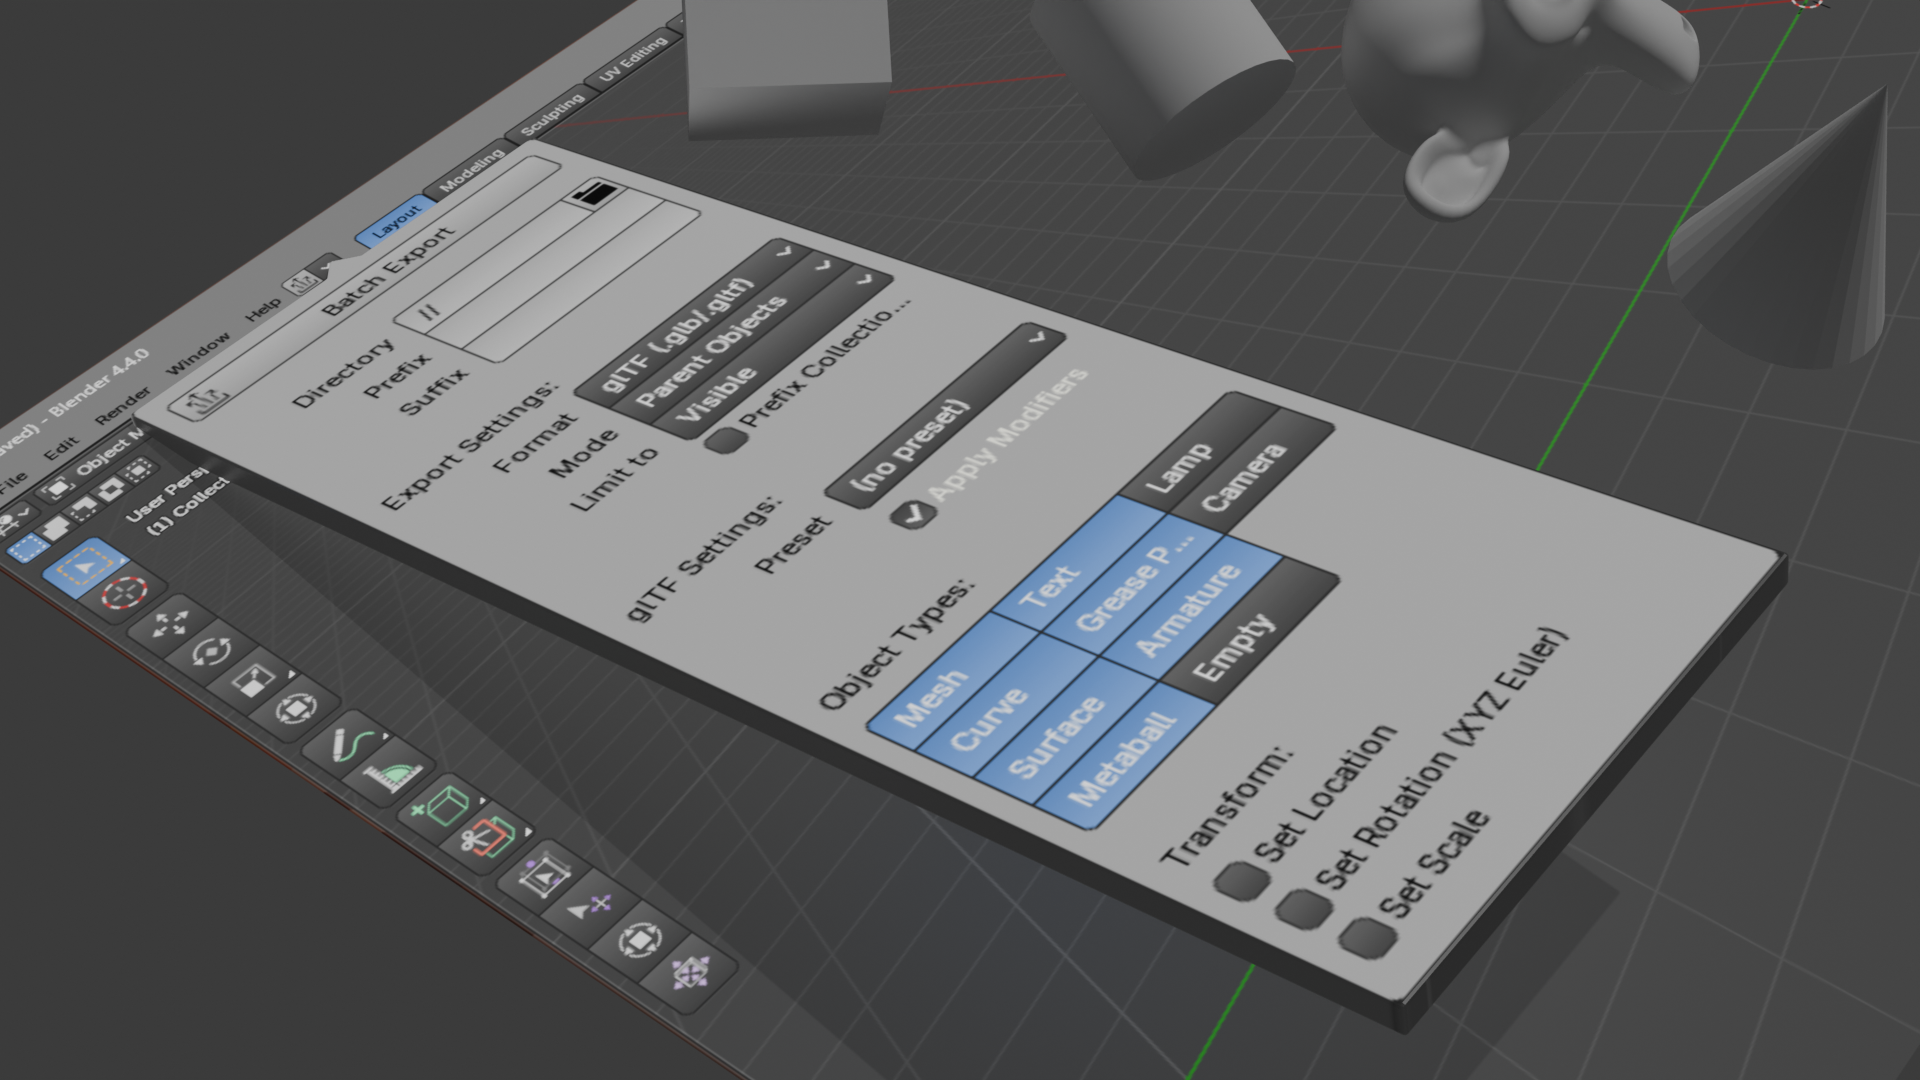 aved) - Blender 4.4.0
File Edit Render Window Help
Layout Modeling Sculpting UV Editing
Object M
User Persp
(1) Collect
Batch Export
Directory //
Prefix
Suffix
Export Settings:
Format glTF (.glb/.gltf)
Mode Parent Objects
Limit to Visible
Prefix Collectio...
glTF Settings:
Preset (no preset)
Apply Modifiers
Object Types:
Mesh Text Lamp
Curve Grease P... Camera
Surface Armature
Metaball Empty
Transform:
Set Location
Set Rotation (XYZ Euler)
Set Scale